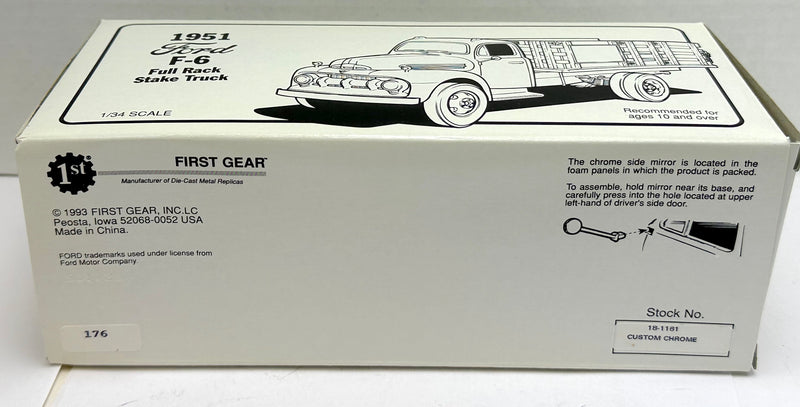 1951
Ford
F-6
Full Rack
Stake Truck
1/34 SCALE
Recommended for
ages 10 and over
1st
FIRST GEAR™
Manufacturer of Die-Cast Metal Replicas
© 1993 FIRST GEAR, INC.LC
Peosta, Iowa 52068-0052 USA
Made in China.
FORD trademarks used under license from
Ford Motor Company.
176
The chrome side mirror is located in the
foam panels in which the product is packed.
To assemble, hold mirror near its base, and
carefully press into the hole located at upper
left-hand of driver's side door.
Stock No.
18-1161
CUSTOM CHROME